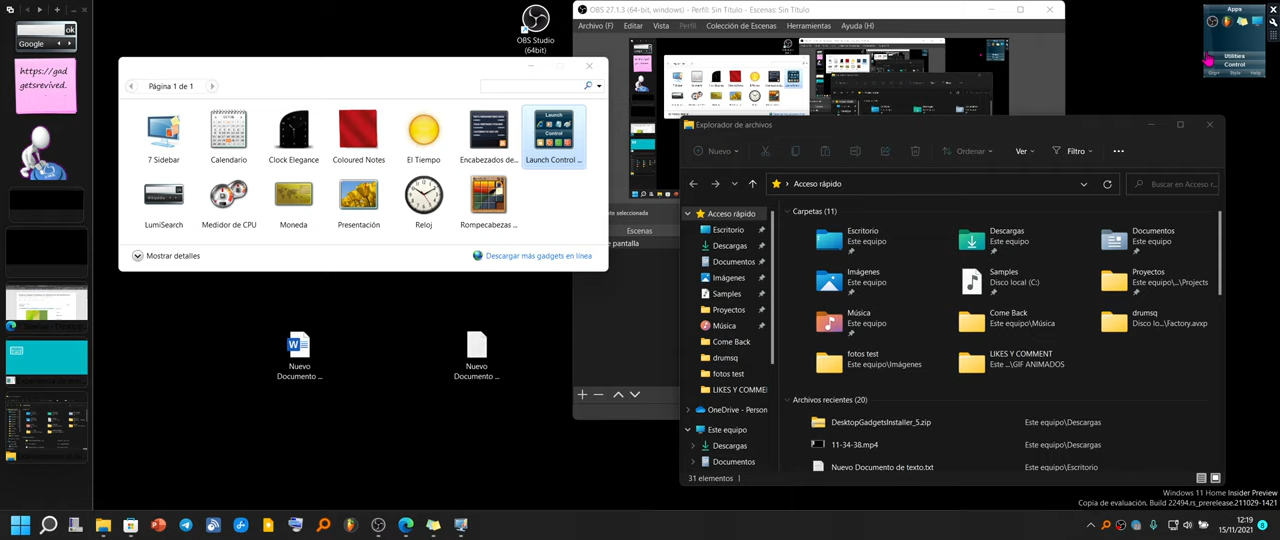 ok
Google
https://gad
getsrevived.
OBS Studio
(64bit)
OBS 27.1.3 (64-bit, windows) - Perfil: Sin Título - Escenas: Sin Título
Archivo (F)
Editar
Vista
Perfil
Colección de Escenas
Herramientas
Ayuda (H)
Apps
Utilities
Control
Grp+
Style
Help
Página 1 de 1
7 Sidebar
Calendario
Clock Elegance
Coloured Notes
El Tiempo
Encabezados de...
Launch Control ...
LumiSearch
Medidor de CPU
Moneda
Presentación
Reloj
Rompecabezas ...
Mostrar detalles
Descargar más gadgets en línea
Escenas
Nuevo
Documento ...
Nuevo
Documento ...
Explorador de archivos
Nuevo
Ordenar
Ver
Filtro
Acceso rápido
Buscar en Acceso r
Acceso rápido
Escritorio
Descargas
Documentos
Imágenes
Samples
Proyectos
Música
Come Back
drumsq
fotos test
LIKES Y COMME
OneDrive - Person
Este equipo
Descargas
Documentos
Carpetas (11)
Escritorio
Este equipo
Descargas
Este equipo
Documentos
Este equipo
Imágenes
Este equipo
Samples
Disco local (C:)
Proyectos
Este equipo\...\Projects
Música
Este equipo
Come Back
Este equipo\Música
drumsq
Disco lo...\Factory.avxp
fotos test
Este equipo\Imágenes
LIKES Y COMMENT
Este ...\GIF ANIMADOS
Archivos recientes (20)
DesktopGadgetsInstaller_5.zip
Este equipo\Descargas
11-34-38.mp4
Este equipo\Descargas
Nuevo Documento de texto.txt
Este equipo\Escritorio
31 elementos
Windows 11 Home Insider Preview
Copia de evaluación. Build 22494.rs_prerelease.211029-1421
12:19
15/11/2021
8